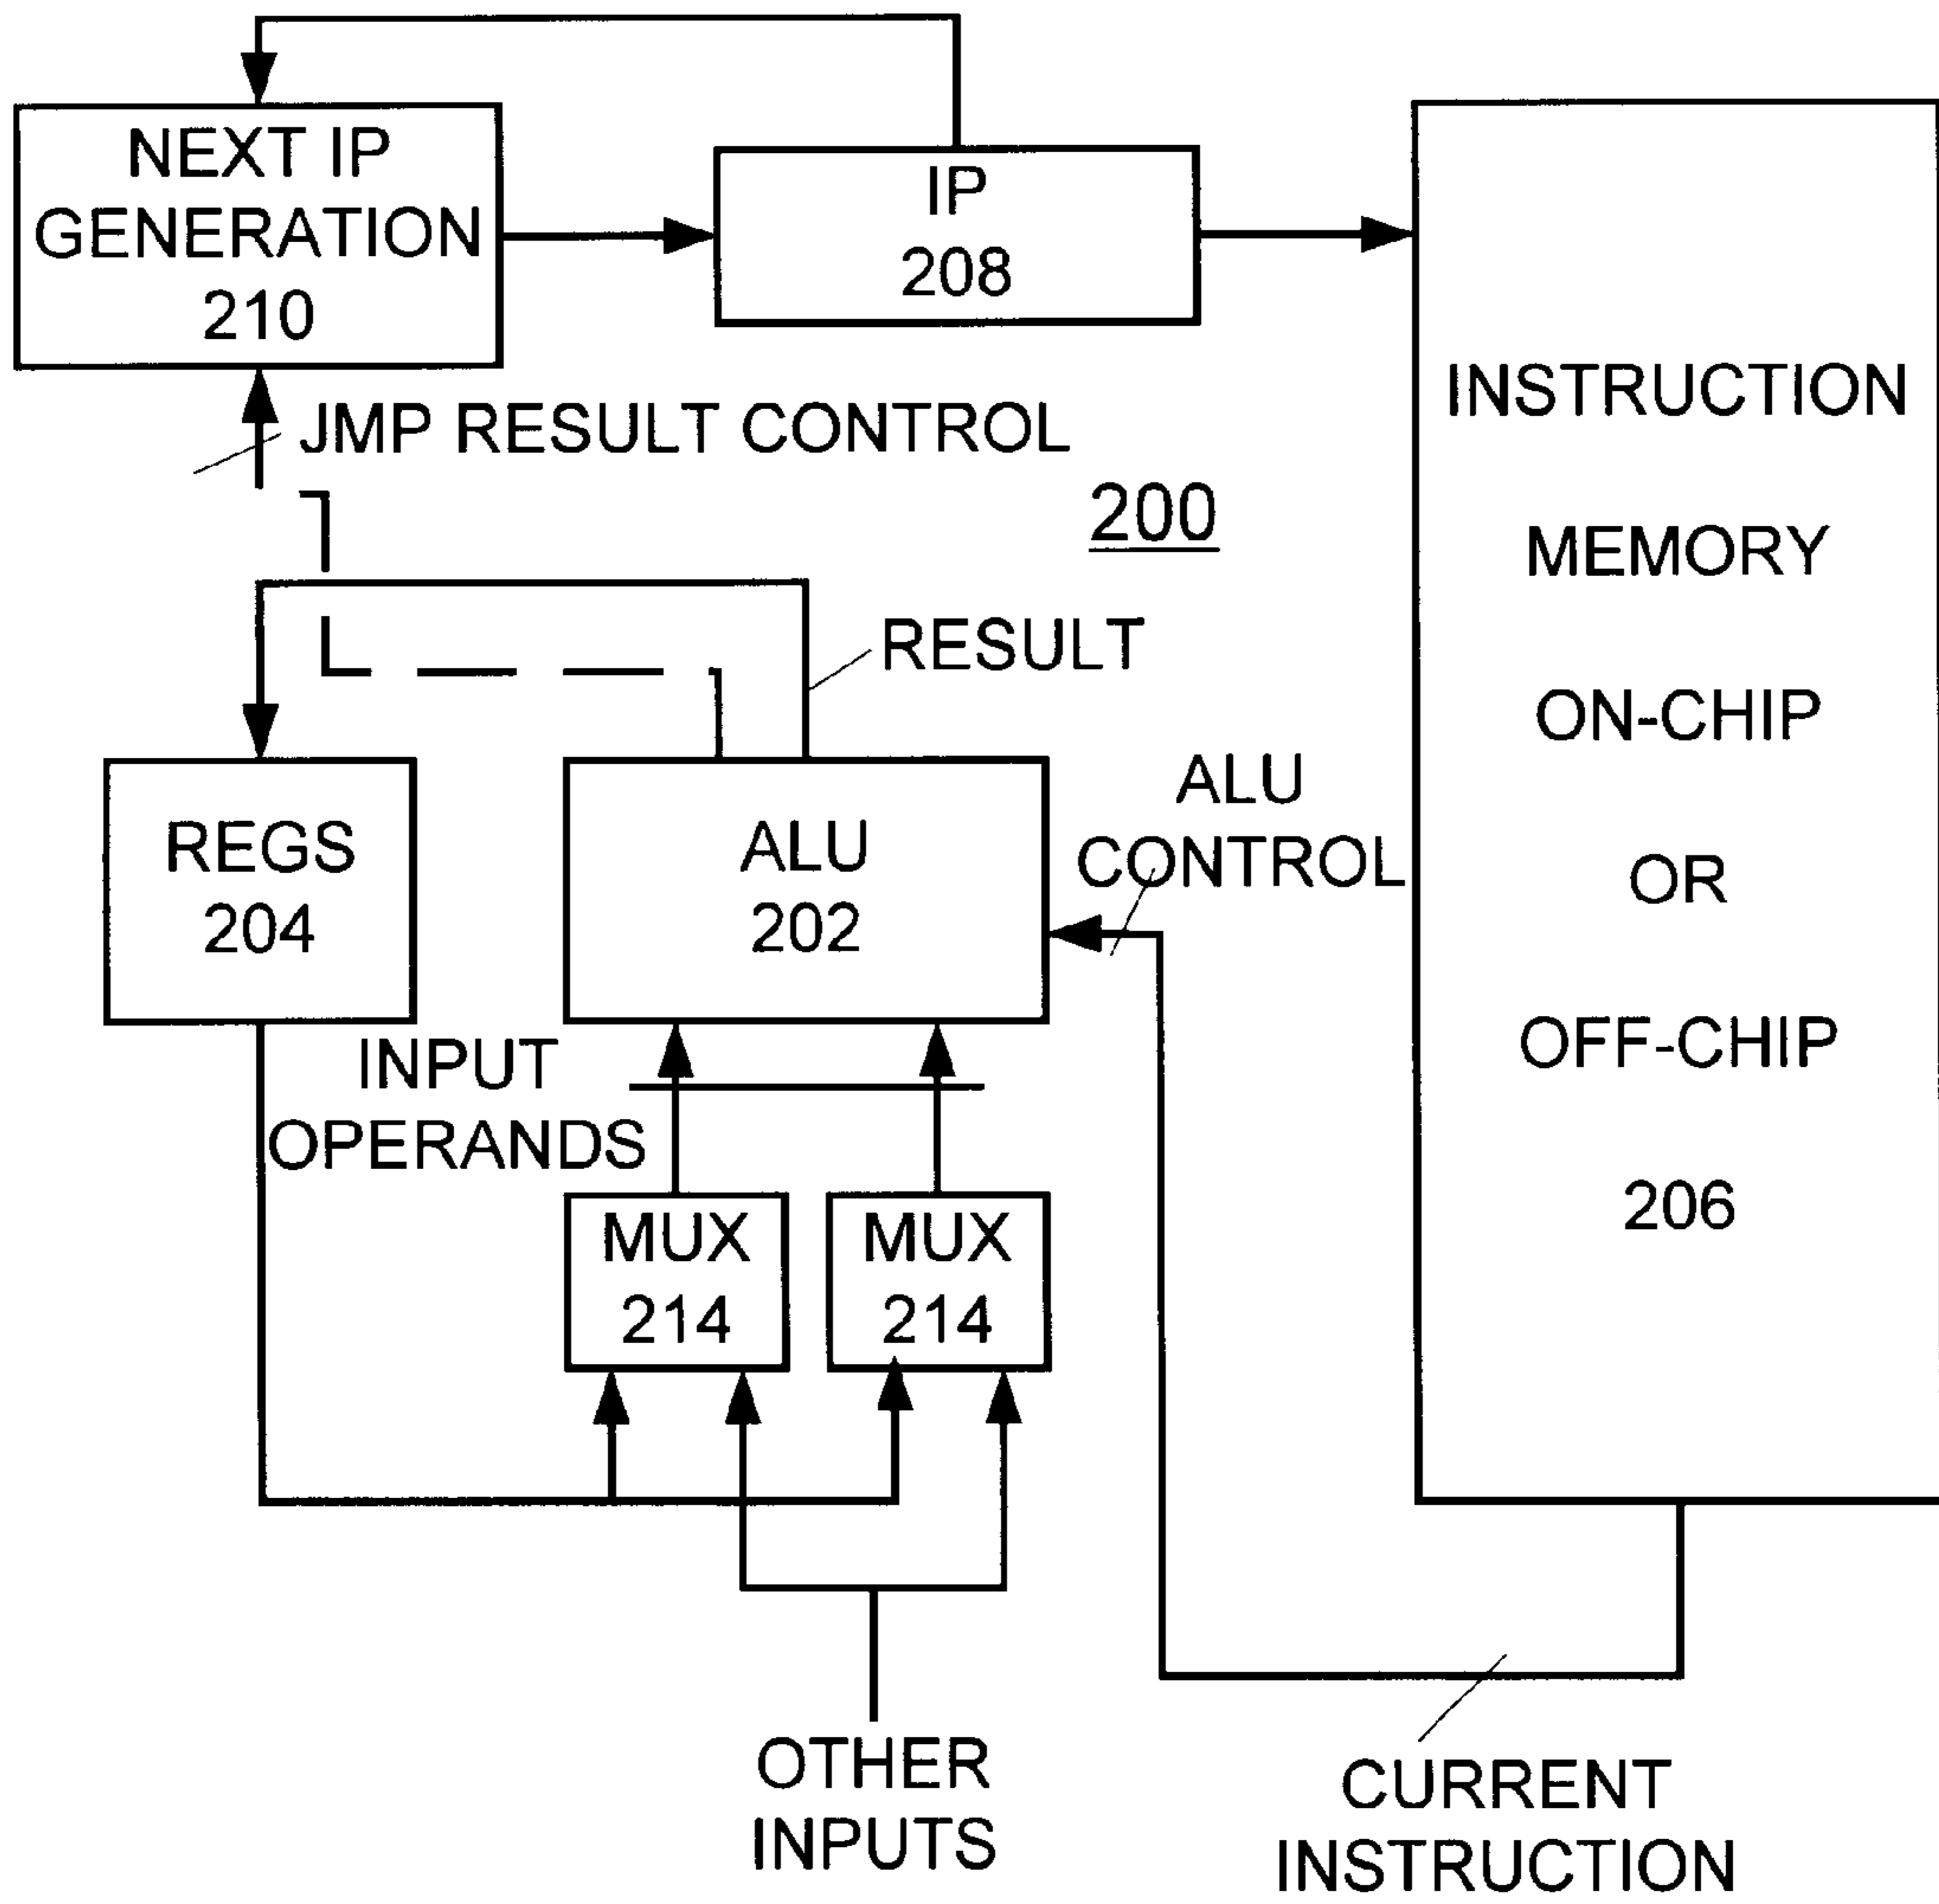 NEXT IP
GENERATION
210
IP
208
JMP RESULT CONTROL
200
RESULT
REGS
204
ALU
202
ALU
CONTROL
INPUT
OPERANDS
MUX
214
MUX
214
OTHER
INPUTS
INSTRUCTION
MEMORY
ON-CHIP
OR
OFF-CHIP
206
CURRENT
INSTRUCTION